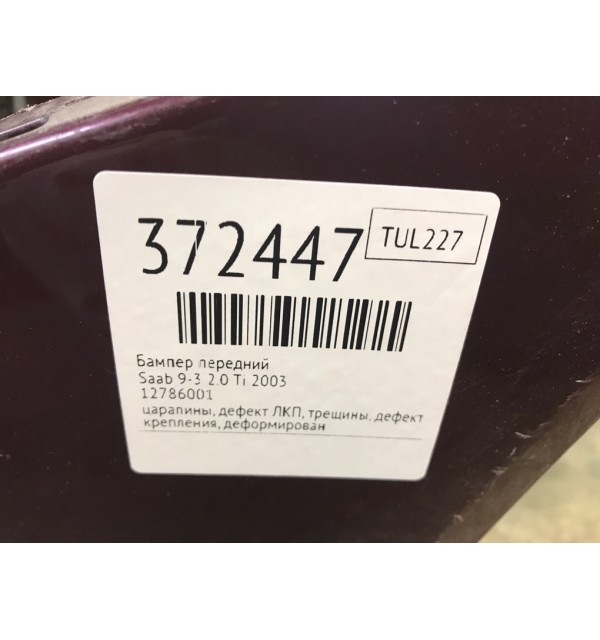 372447
TUL227
Бампер передний
Saab 9-3 2.0 Ti 2003
12786001
царапины, дефект ЛКП, трещины, дефект
крепления, деформирован